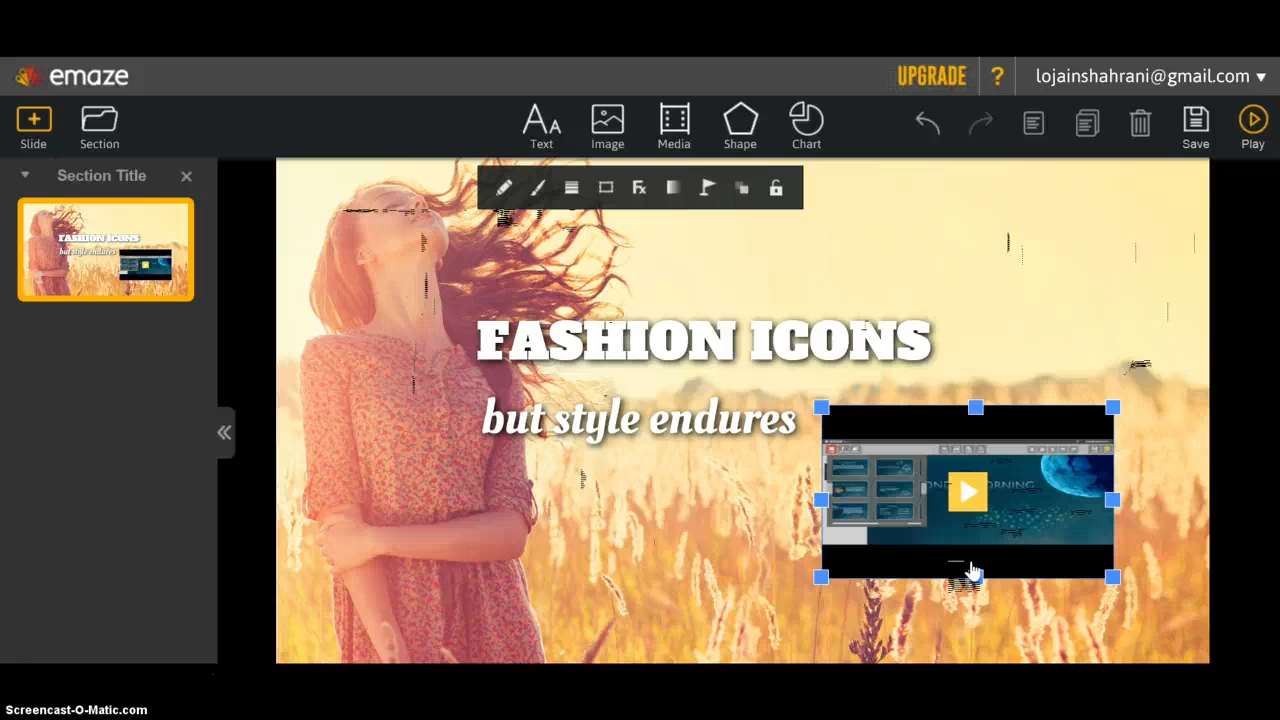 emaze
UPGRADE
?
lojainshahrani@gmail.com
Slide
Section
Text
Image
Media
Shape
Chart
Save
Play
Section Title
Fx
FASHION ICONS
but style endures
FASHION ICONS
but style endures
Screencast-O-Matic.com